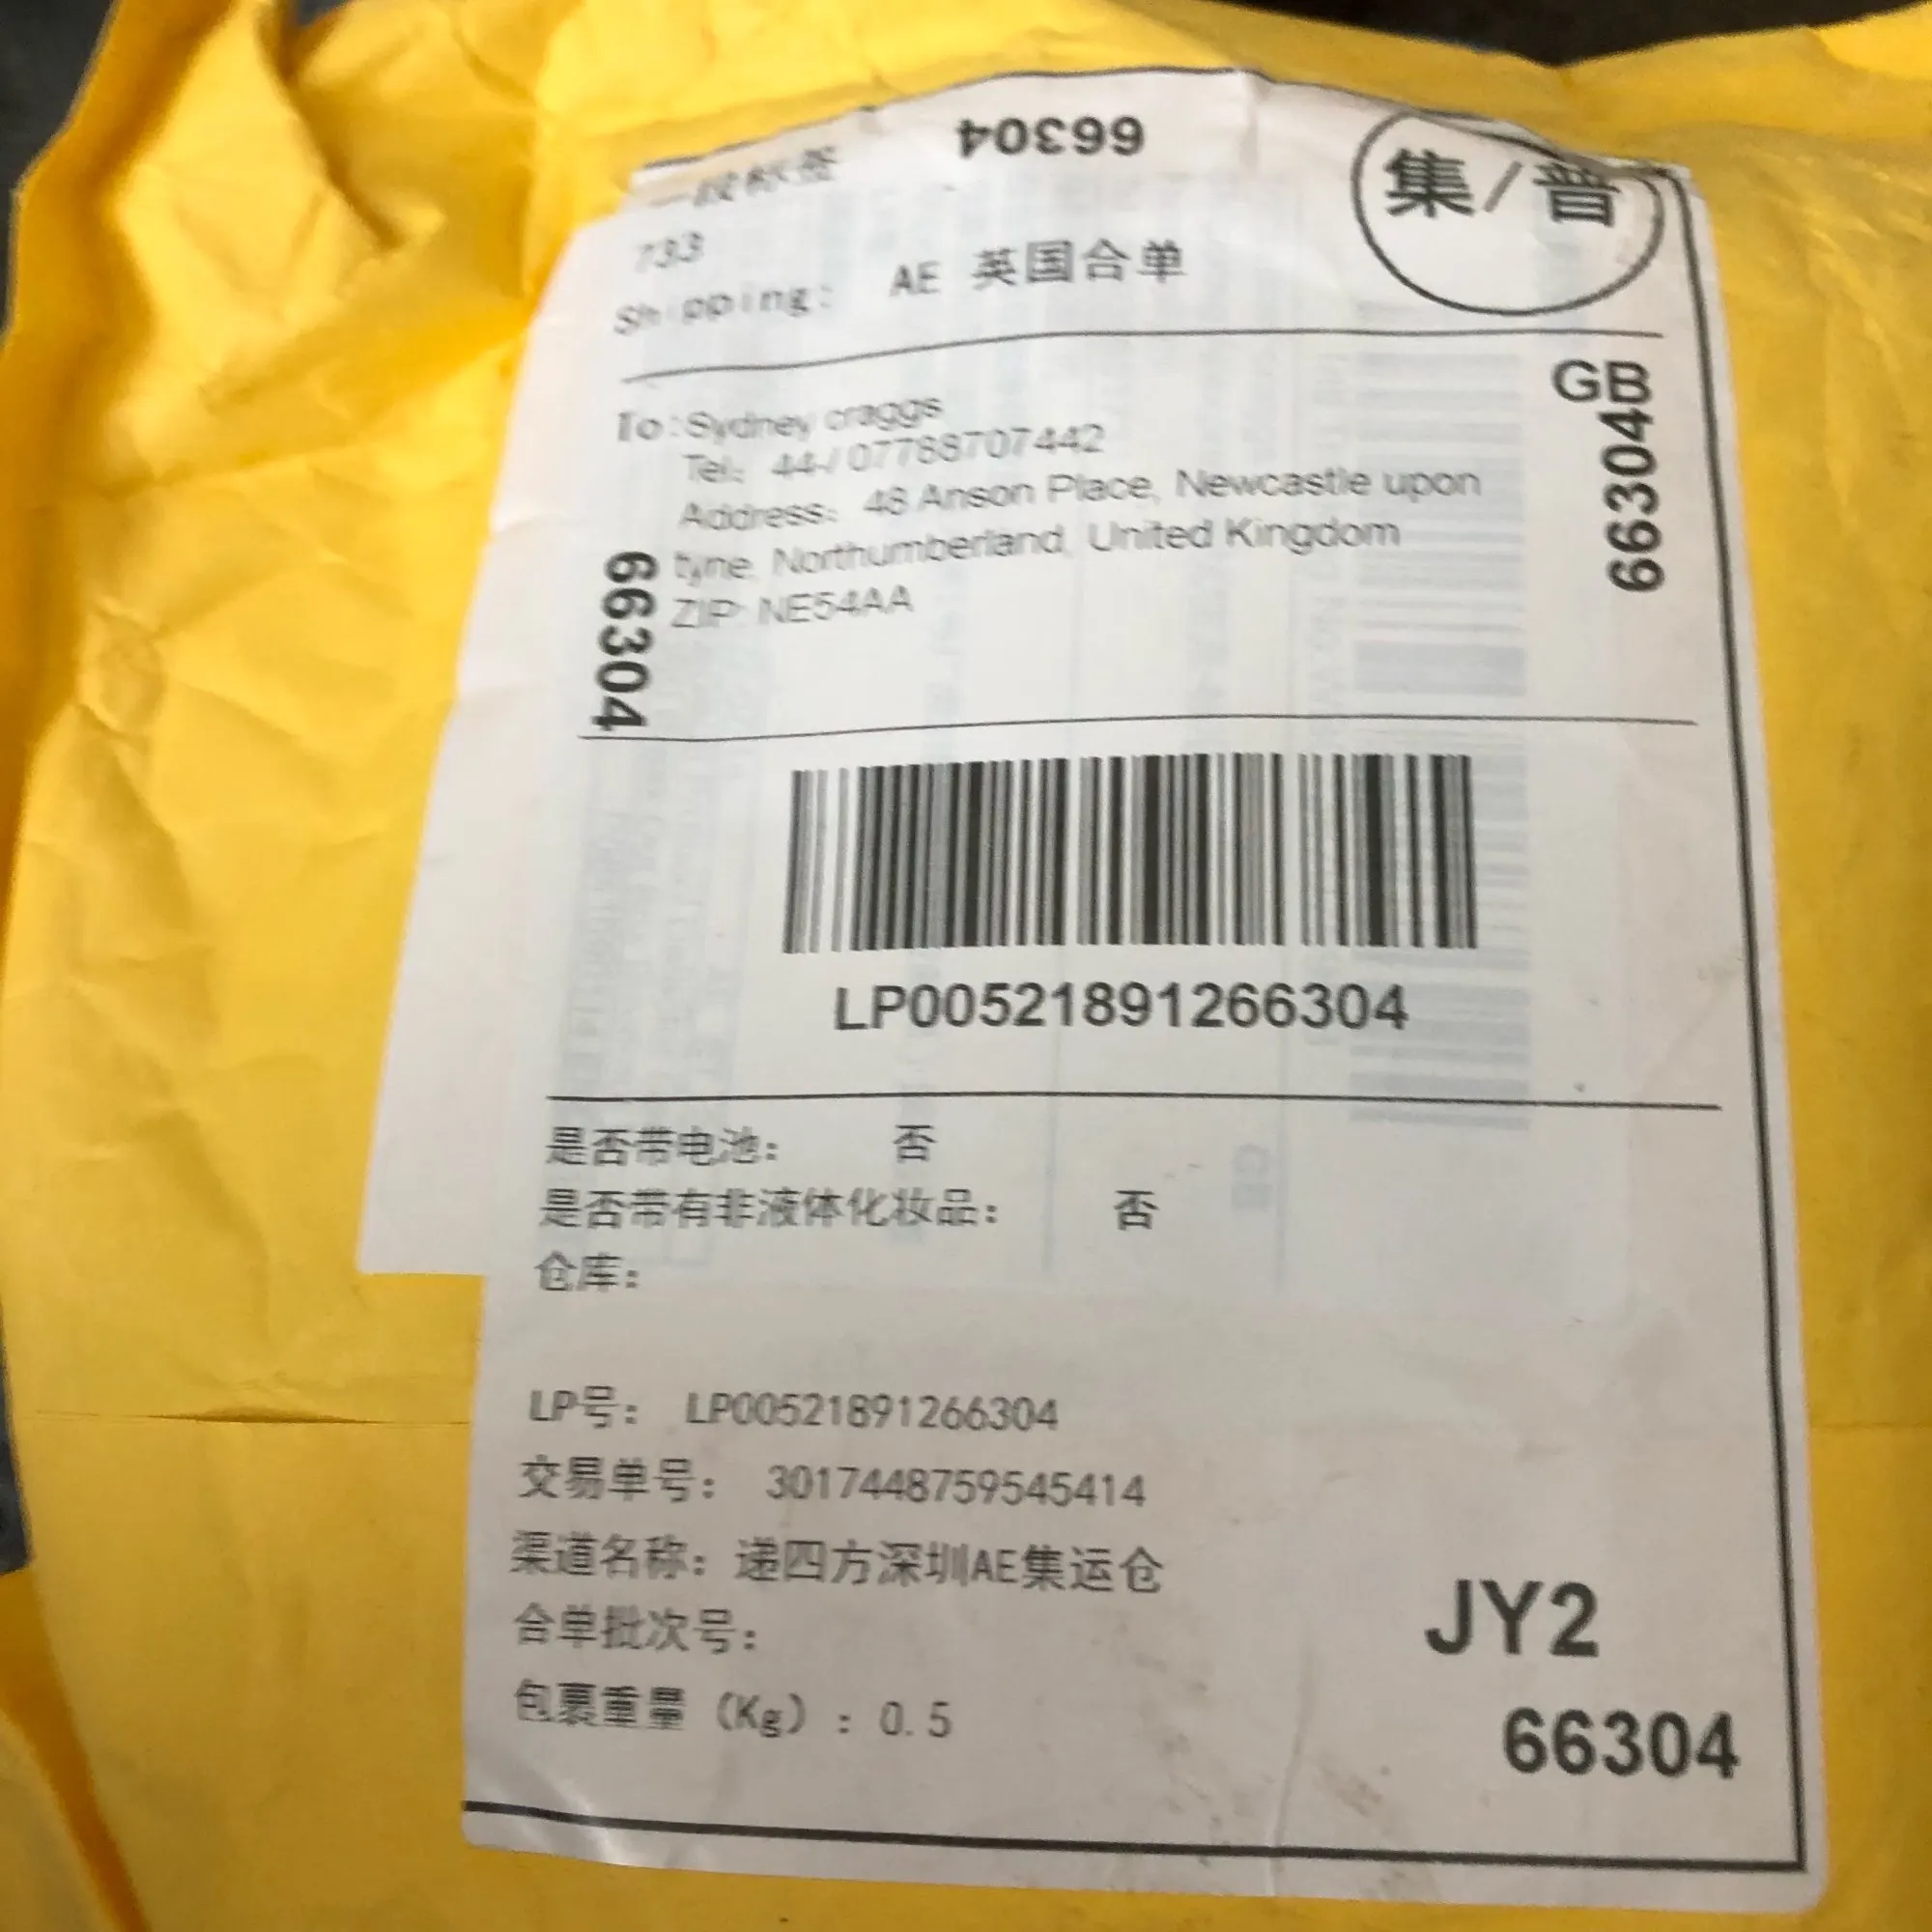 66304
一段标签
集/普
733
Shipping: AE 英国合单
GB
66304
To:Sydney craggs
Tel: 44-/07788707442
Address: 48 Anson Place, Newcastle upon
tyne, Northumberland, United Kingdom
ZIP: NE54AA
66304
LP00521891266304
是否带电池: 否
是否带有非液体化妆品: 否
仓库:
LP号: LP00521891266304
交易单号: 3017448759545414
渠道名称: 递四方深圳AE集运仓
合单批次号:
包裹重量 (Kg) : 0.5
JY2
66304